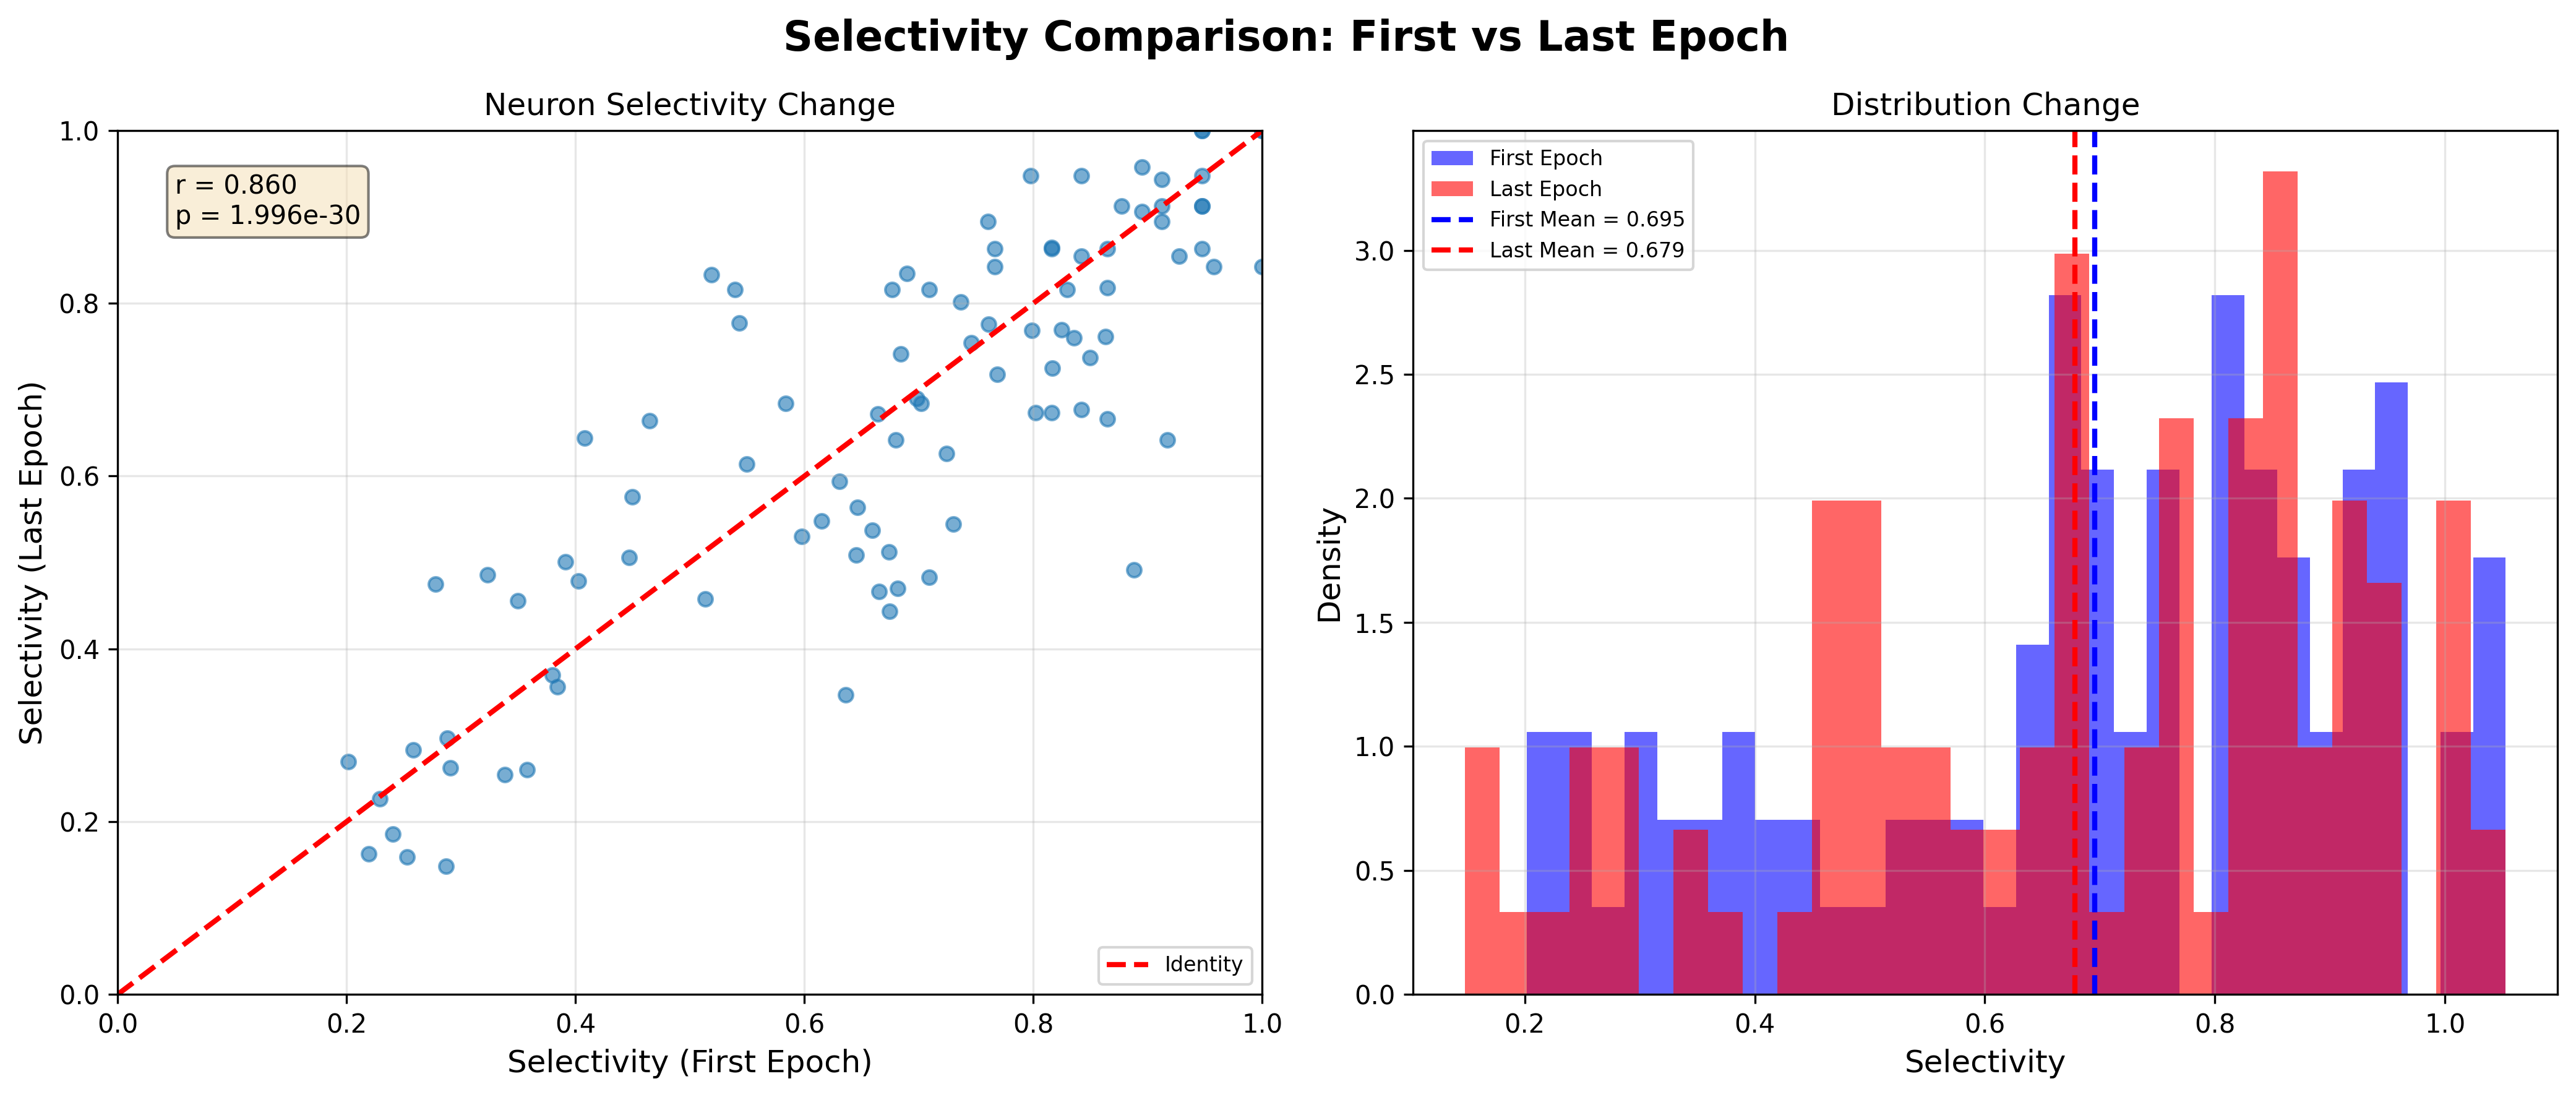 Selectivity Comparison: First vs Last Epoch
Neuron Selectivity Change
r = 0.860
p = 1.996e-30
Identity
1.0
0.8
0.6
0.4
0.2
0.0
0.0 0.2 0.4 0.6 0.8 1.0
Selectivity (Last Epoch)
Selectivity (First Epoch)
Distribution Change
First Epoch
Last Epoch
First Mean = 0.695
Last Mean = 0.679
3.0
2.5
2.0
1.5
1.0
0.5
0.0
0.2 0.4 0.6 0.8 1.0
Density
Selectivity